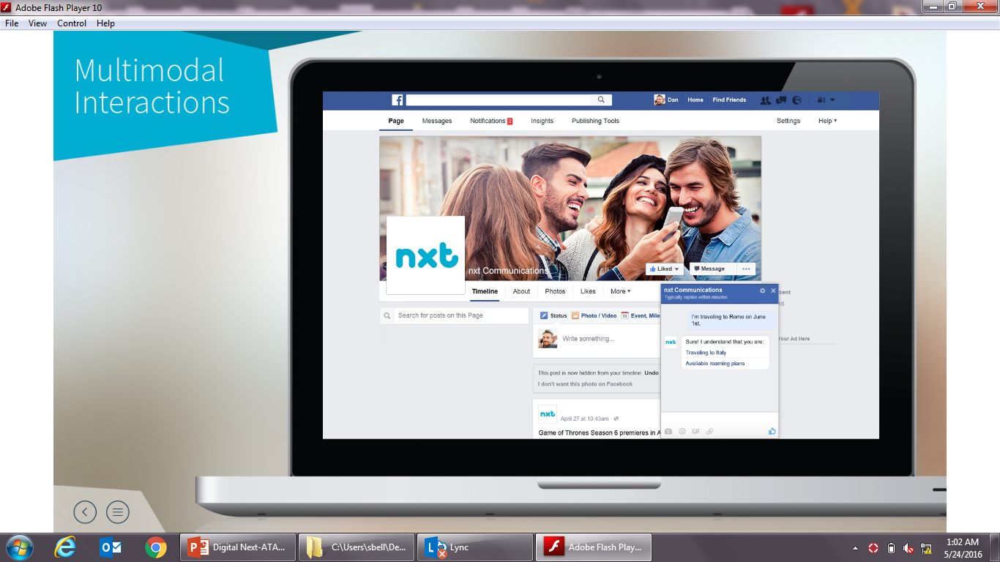 Adobe Flash Player 10
File View Control Help
Multimodal
Interactions
Dan Home Find Friends
Page Messages Notifications 2 Insights Publishing Tools Settings Help
nxt
nxt Communications
Liked Message
Timeline About Photos Likes More
Search for posts on this Page
Status Photo / Video 31 Event, Mile
Write something...
This post is now hidden from your timeline. Undo
I don't want this photo on Facebook
nxt
April 27 at 10:43am
Game of Thrones Season 6 premieres in A
nxt Communications
Typically replies within minutes
I'm traveling to Rome on June
1st.
nxt
Sure! I understand that you are:
Traveling to Italy
Available roaming plans
GIF
cent
16
Your Ad Here
Digital Next-ATA... C:\Users\sbell\De... Lync Adobe Flash Play...
1:02 AM
5/24/2016